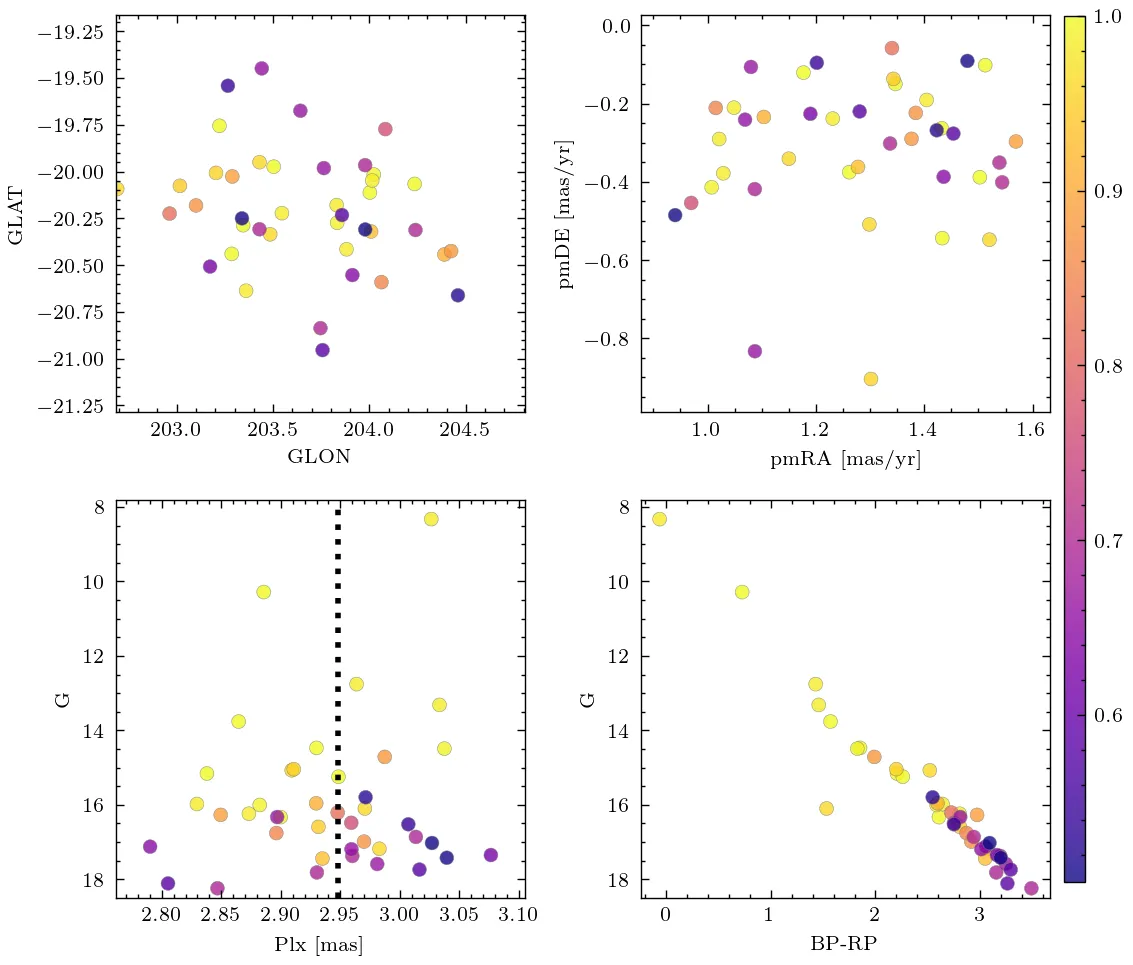 −19.25
−19.50
−19.75
−20.00
−20.25
−20.50
−20.75
−21.00
−21.25
GLAT
203.0 203.5 204.0 204.5
GLON
0.0
−0.2
−0.4
−0.6
−0.8
pmDE [mas/yr]
1.0 1.2 1.4 1.6
pmRA [mas/yr]
1.0
0.9
0.8
0.7
0.6
8
10
12
14
16
18
G
2.80 2.85 2.90 2.95 3.00 3.05 3.10
Plx [mas]
8
10
12
14
16
18
G
0 1 2 3
BP-RP